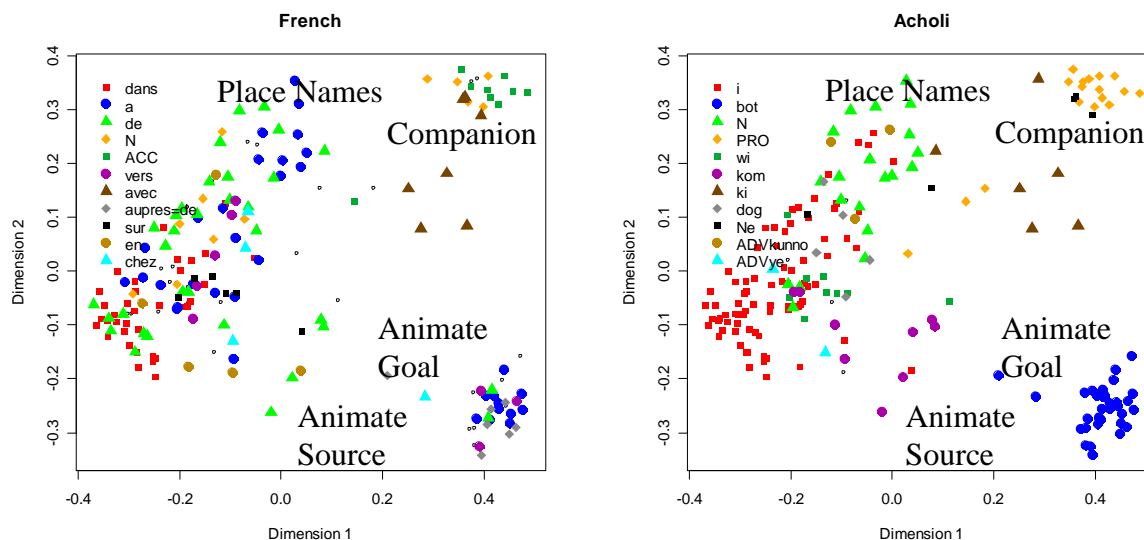 French
Dimension 2
0.4
0.3
0.2
0.1
0.0
-0.1
-0.2
-0.3
dans
a
de
N
ACC
vers
avec
aupres=de
sur
en
chez
Place Names
Companion
Animate
Goal
Animate
Source
-0.4
-0.2
0.0
0.2
0.4
Dimension 1
Acholi
Dimension 2
0.4
0.3
0.2
0.1
0.0
-0.1
-0.2
-0.3
i
bot
N
PRO
wi
kom
ki
dog
Ne
ADVkunno
ADVye
Place Names
Companion
Animate
Goal
Animate
Source
-0.4
-0.2
0.0
0.2
0.4
Dimension 1